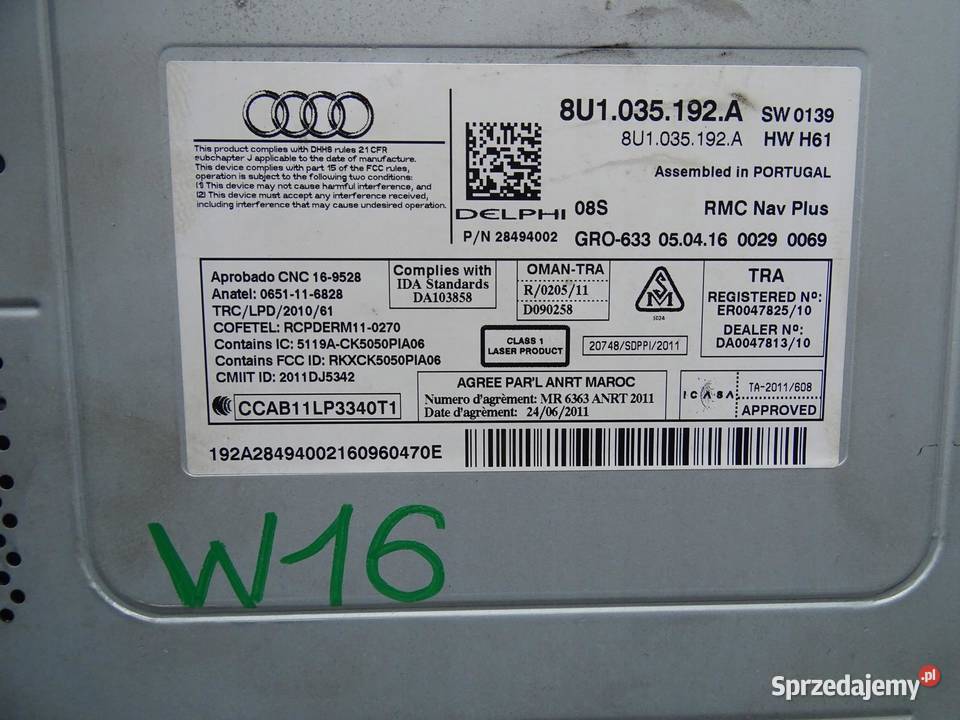 This product complies with DHHS rules 21 CFR
subchapter J applicable to the date of manufacture.
This device complies with part 15 of the FCC rules,
operation is subject to the following two conditions:
(1) This device may not cause harmful interference, and
(2) This device must accept any interference received,
including interference that may cause undesired operation.
8U1.035.192.A SW 0139
8U1.035.192.A HW H61
Assembled in PORTUGAL
DELPHI 08S RMC Nav Plus
P/N 28494002 GRO-633 05.04.16 0029 0069
Aprobado CNC 16-9528
Anatel: 0651-11-6828
TRC/LPD/2010/61
COFETEL: RCPDERM11-0270
Contains IC: 5119A-CK5050PIA06
Contains FCC ID: RKXCK5050PIA06
CMIIT ID: 2011DJ5342
CCAB11LP3340T1
Complies with
IDA Standards
DA103858
OMAN-TRA
R/0205/11
D090258
CLASS 1
LASER PRODUCT
20748/SDPPI/2011
TRA
REGISTERED Nº:
ER0047825/10
DEALER Nº:
DA0047813/10
AGREE PAR'L ANRT MAROC
Numéro d'agrément: MR 6363 ANRT 2011
Date d'agrément: 24/06/2011
ICASA TA-2011/608
APPROVED
192A28494002160960470E
W16
Sprzedajemy.pl